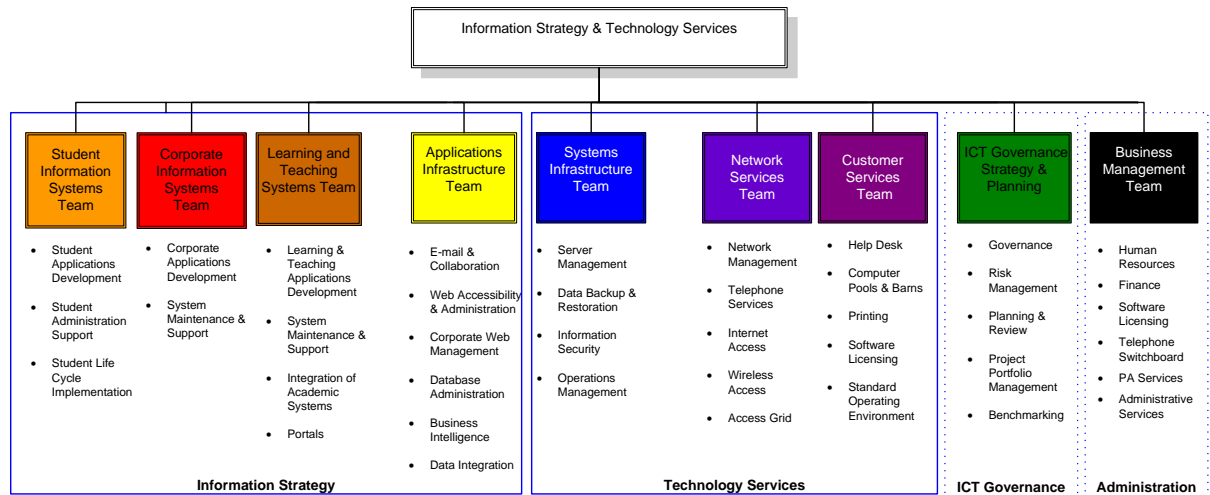 Information Strategy & Technology Services
Student
Information
Systems
Team
Corporate
Information
Systems
Team
Learning and
Teaching
Systems Team
Applications
Infrastructure
Team
Systems
Infrastructure
Team
Network
Services
Team
Customer
Services
Team
ICT Governance
Strategy &
Planning
Business
Management
Team
• Student
Applications
Development
• Student
Administration
Support
• Student Life
Cycle
Implementation
• Corporate
Applications
Development
• System
Maintenance &
Support
• Learning &
Teaching
Applications
Development
• System
Maintenance &
Support
• Integration of
Academic
Systems
• Portals
• E-mail &
Collaboration
• Web Accessibility
& Administration
• Corporate Web
Management
• Database
Administration
• Business
Intelligence
• Data Integration
Information Strategy
• Server
Management
• Data Backup &
Restoration
• Information
Security
• Operations
Management
• Network
Management
• Telephone
Services
• Internet
Access
• Wireless
Access
• Access Grid
• Help Desk
• Computer
Pools & Barns
• Printing
• Software
Licensing
• Standard
Operating
Environment
Technology Services
• Governance
• Risk
Management
• Planning &
Review
• Project
Portfolio
Management
• Benchmarking
ICT Governance
• Human
Resources
• Finance
• Software
Licensing
• Telephone
Switchboard
• PA Services
• Administrative
Services
Administration